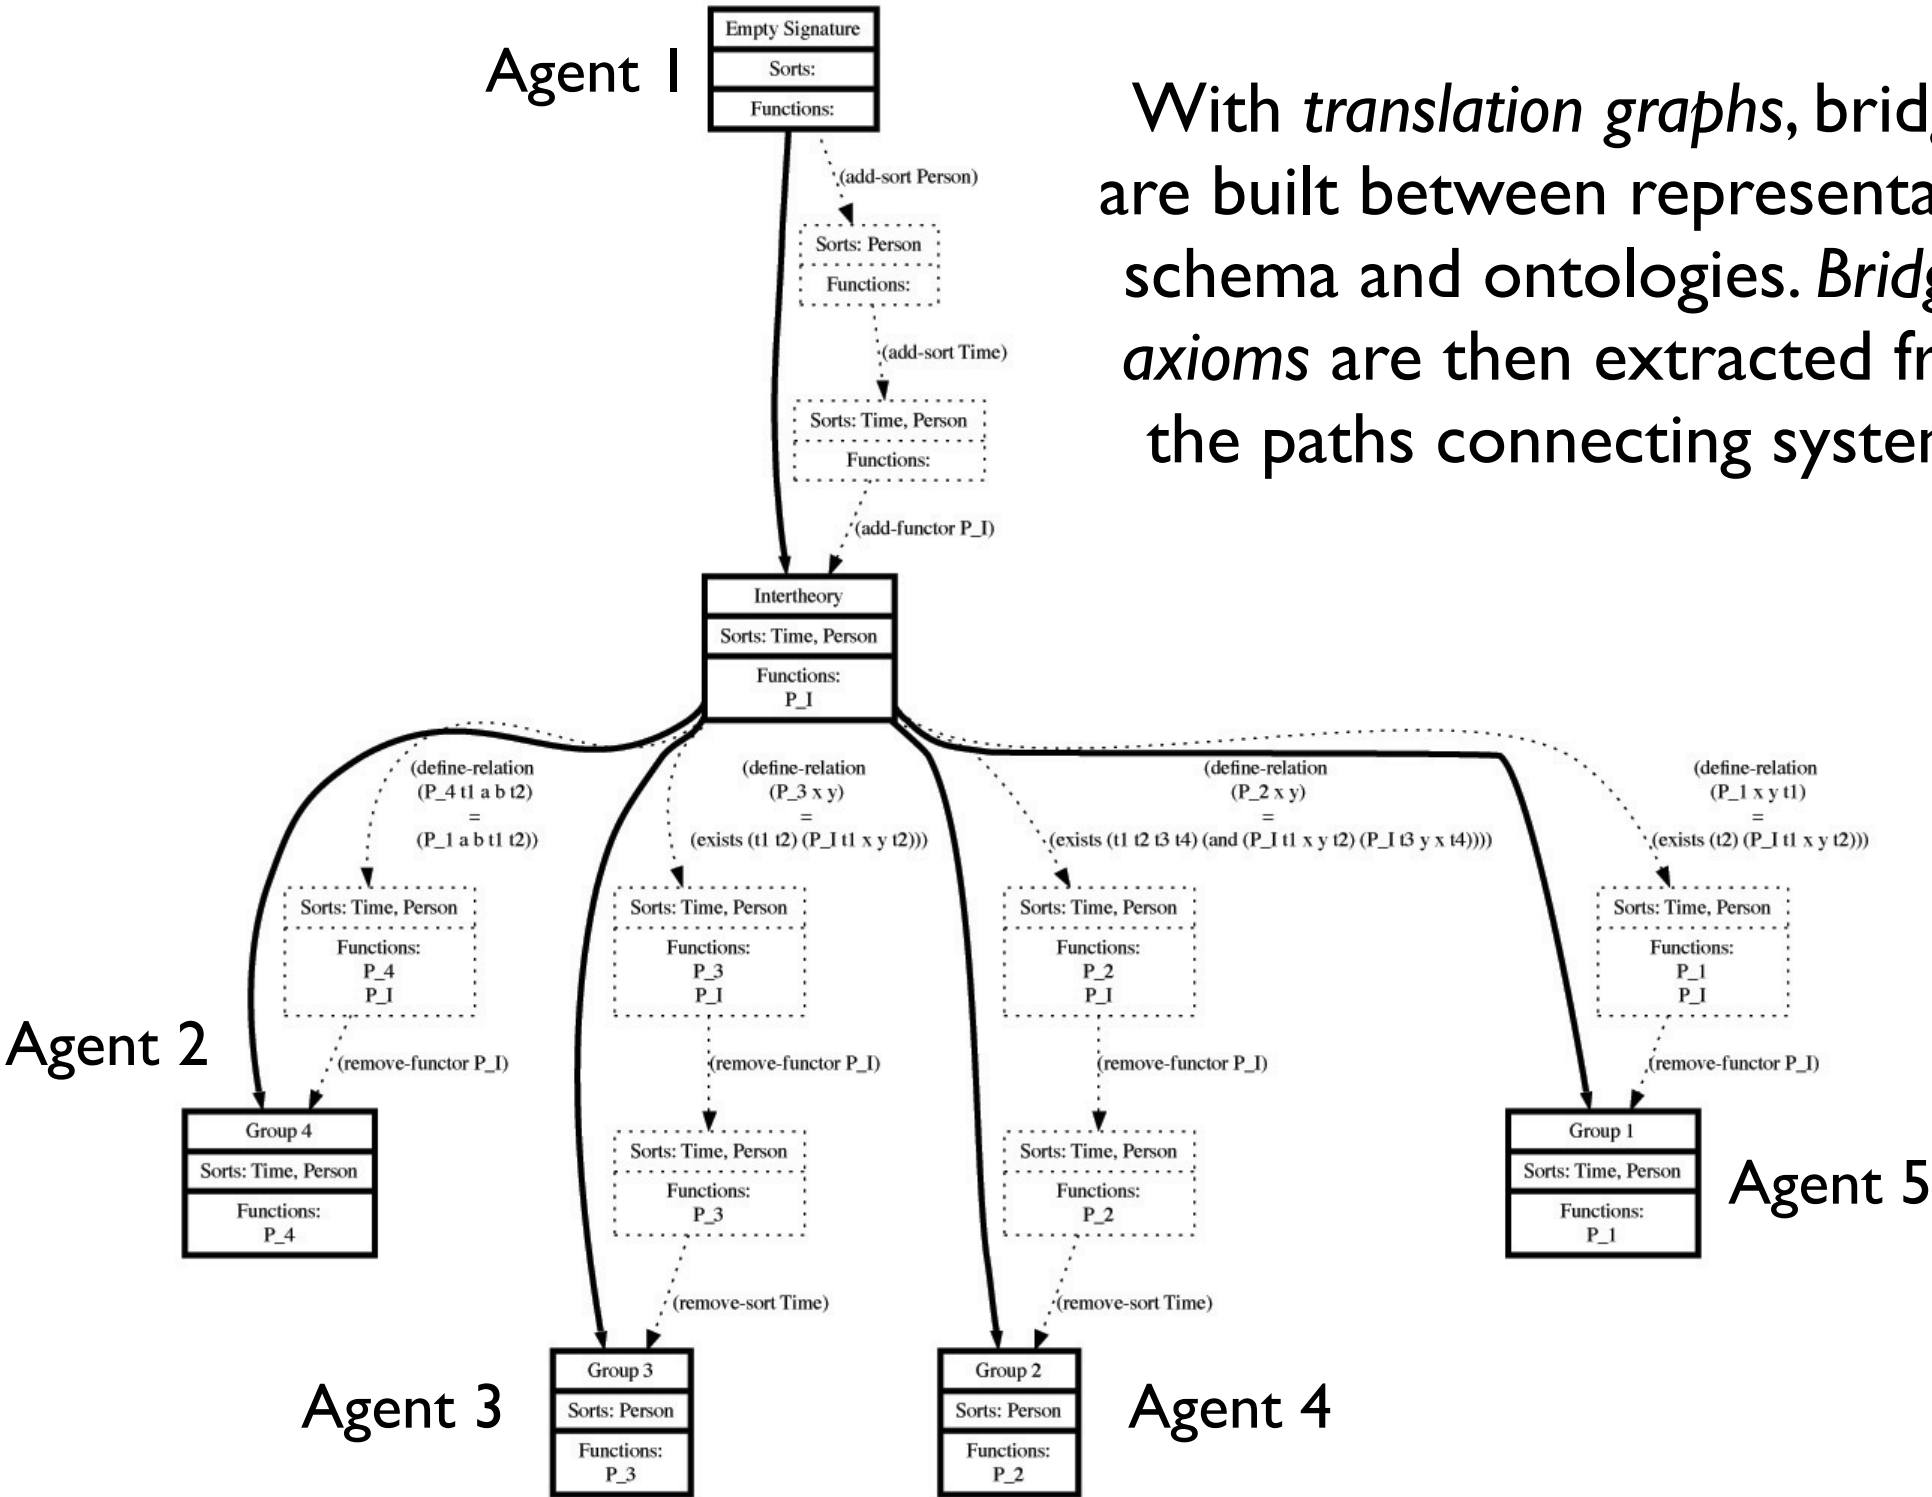 Agent 1
Empty Signature
Sorts:
Functions:
With translation graphs, bridg
are built between representa
schema and ontologies. Bridg
axioms are then extracted fr
the paths connecting syste
(add-sort Person)
Sorts: Person
Functions:
(add-sort Time)
Sorts: Time, Person
Functions:
(add-functor P_I)
Intertheory
Sorts: Time, Person
Functions:
P_I
(define-relation
(P_4 t1 a b t2)
=
(P_1 a b t1 t2))
(define-relation
(P_3 x y)
=
(exists (t1 t2) (P_I t1 x y t2)))
(define-relation
(P_2 x y)
=
(exists (t1 t2 t3 t4) (and (P_I t1 x y t2) (P_I t3 y x t4))))
(define-relation
(P_1 x y t1)
=
(exists (t2) (P_I t1 x y t2)))
Sorts: Time, Person
Functions:
P_4
P_I
Sorts: Time, Person
Functions:
P_3
P_I
Sorts: Time, Person
Functions:
P_2
P_I
Sorts: Time, Person
Functions:
P_1
P_I
Agent 2
(remove-functor P_I)
(remove-functor P_I)
(remove-functor P_I)
(remove-functor P_I)
Group 4
Sorts: Time, Person
Functions:
P_4
Sorts: Time, Person
Functions:
P_3
Sorts: Time, Person
Functions:
P_2
Group 1
Sorts: Time, Person
Functions:
P_1
Agent 5
(remove-sort Time)
(remove-sort Time)
Agent 3
Group 3
Sorts: Person
Functions:
P_3
Group 2
Sorts: Person
Functions:
P_2
Agent 4